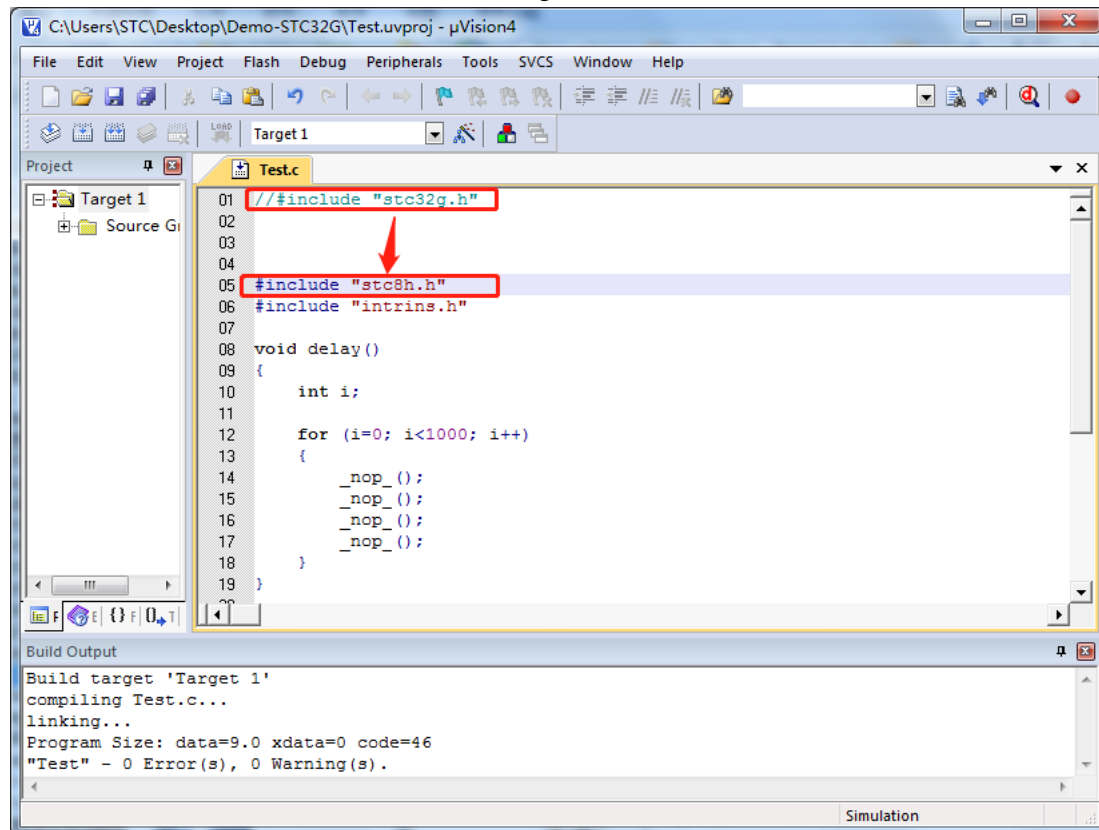 C:\Users\STC\Desktop\Demo-STC32G\Test.uvproj - µVision4
File Edit View Project Flash Debug Peripherals Tools SVCS Window Help
LOAD Target 1
Project
Test.c
Target 1
Source Gr
01 //#include "stc32g.h"
02
03
04
05 #include "stc8h.h"
06 #include "intrins.h"
07
08 void delay()
09 {
10     int i;
11
12     for (i=0; i<1000; i++)
13     {
14         _nop_();
15         _nop_();
16         _nop_();
17         _nop_();
18     }
19 }
F E {} F 0 T
Build Output
Build target 'Target 1'
compiling Test.c...
linking...
Program Size: data=9.0 xdata=0 code=46
"Test" - 0 Error(s), 0 Warning(s).
Simulation